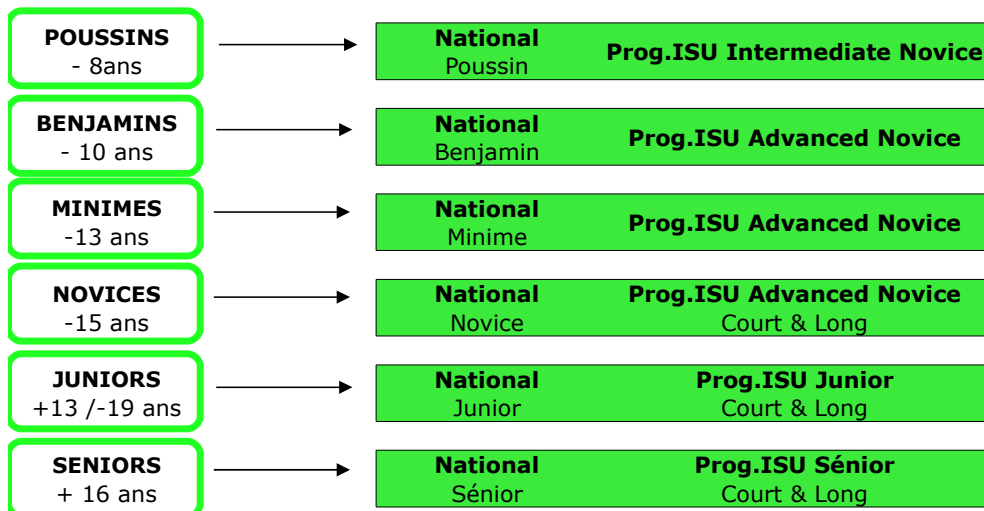 POUSSINS
- 8ans
National
Poussin
Prog.ISU Intermediate Novice
BENJAMINS
- 10 ans
National
Benjamin
Prog.ISU Advanced Novice
MINIMES
-13 ans
National
Minime
Prog.ISU Advanced Novice
NOVICES
-15 ans
National
Novice
Prog.ISU Advanced Novice
Court & Long
JUNIORS
+13 /-19 ans
National
Junior
Prog.ISU Junior
Court & Long
SENIORS
+ 16 ans
National
Sénior
Prog.ISU Sénior
Court & Long